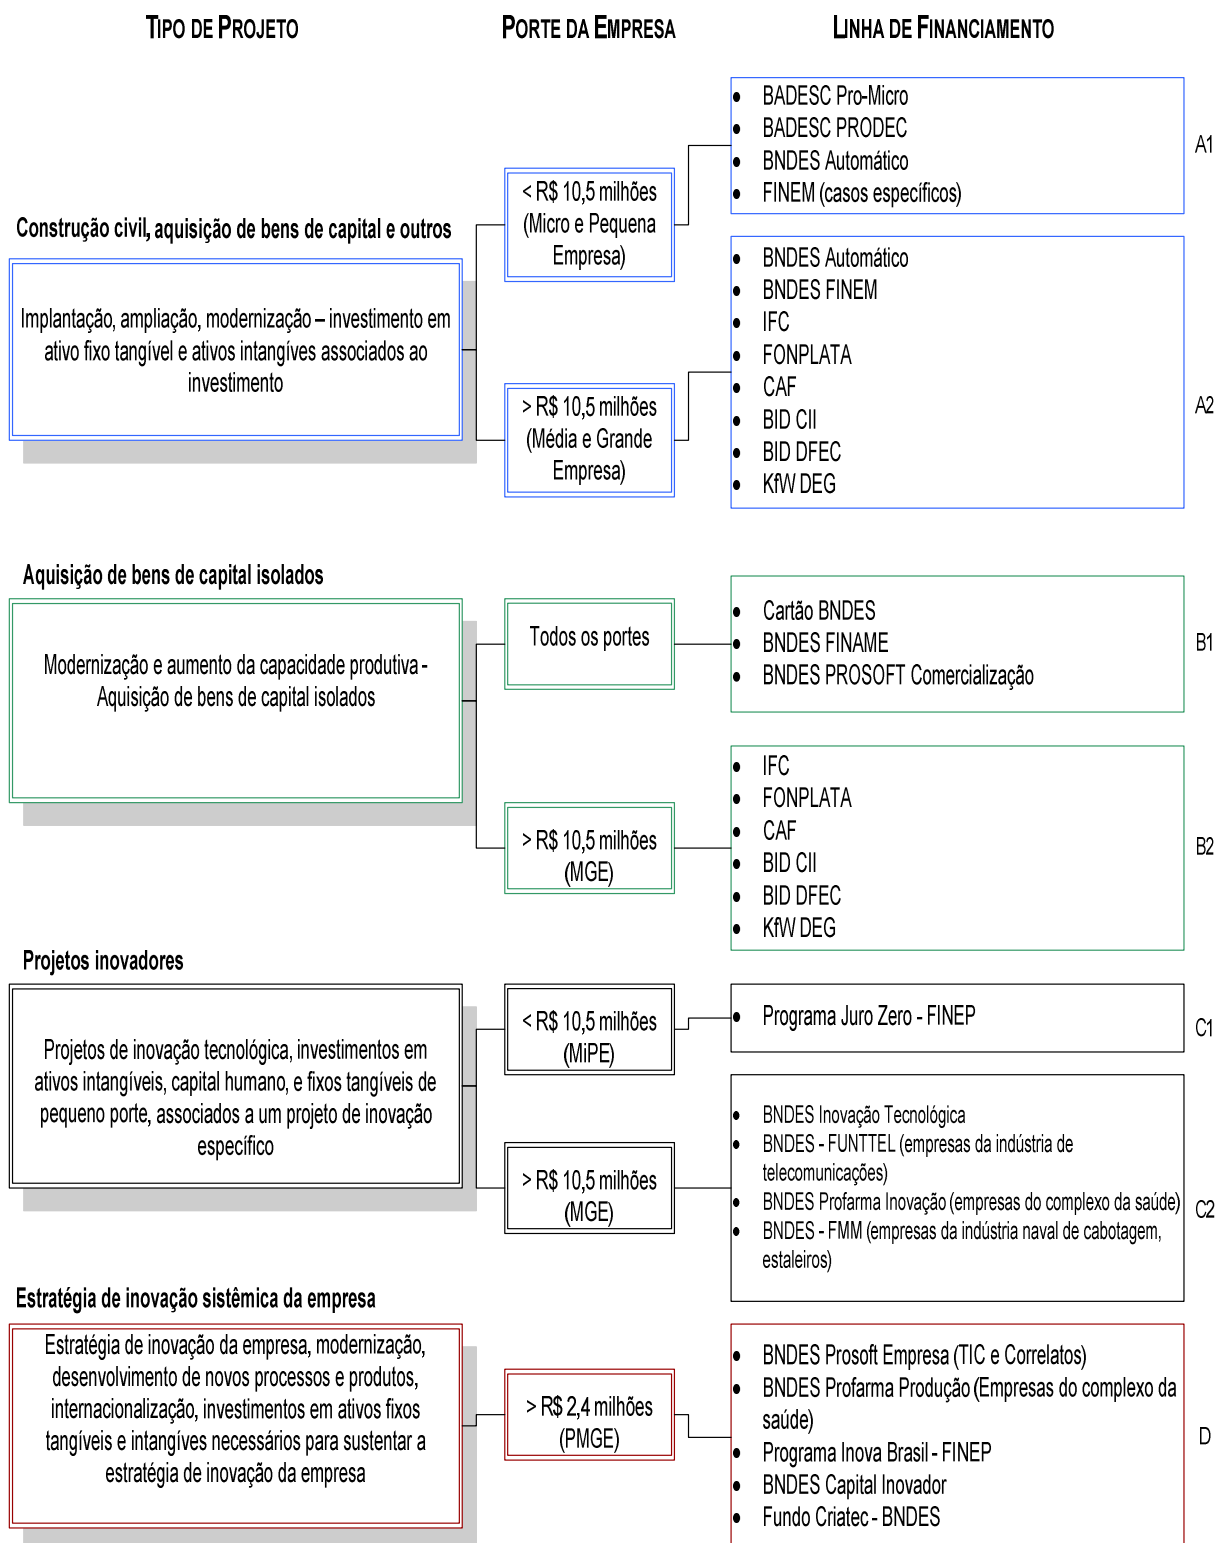 TIPO DE PROJETO
PORTE DA EMPRESA
LINHA DE FINANCIAMENTO
Construção civil, aquisição de bens de capital e outros
Implantação, ampliação, modernização – investimento em
ativo fixo tangível e ativos intangíves associados ao
investimento
< R$ 10,5 milhões
(Micro e Pequena
Empresa)
• BADESC Pro-Micro
• BADESC PRODEC
• BNDES Automático
• FINEM (casos específicos)
A1
> R$ 10,5 milhões
(Média e Grande
Empresa)
• BNDES Automático
• BNDES FINEM
• IFC
• FONPLATA
• CAF
• BID CII
• BID DFEC
• KfW DEG
A2
Aquisição de bens de capital isolados
Modernização e aumento da capacidade produtiva -
Aquisição de bens de capital isolados
Todos os portes
• Cartão BNDES
• BNDES FINAME
• BNDES PROSOFT Comercialização
B1
> R$ 10,5 milhões
(MGE)
• IFC
• FONPLATA
• CAF
• BID CII
• BID DFEC
• KfW DEG
B2
Projetos inovadores
Projetos de inovação tecnológica, investimentos em
ativos intangíveis, capital humano, e fixos tangíveis de
pequeno porte, associados a um projeto de inovação
específico
< R$ 10,5 milhões
(MiPE)
• Programa Juro Zero - FINEP
C1
> R$ 10,5 milhões
(MGE)
• BNDES Inovação Tecnológica
• BNDES - FUNTTEL (empresas da indústria de
telecomunicações)
• BNDES Profarma Inovação (empresas do complexo da saúde)
• BNDES - FMM (empresas da indústria naval de cabotagem,
estaleiros)
C2
Estratégia de inovação sistêmica da empresa
Estratégia de inovação da empresa, modernização,
desenvolvimento de novos processos e produtos,
internacionalização, investimentos em ativos fixos
tangíveis e intangíves necessários para sustentar a
estratégia de inovação da empresa
> R$ 2,4 milhões
(PMGE)
• BNDES Prosoft Empresa (TIC e Correlatos)
• BNDES Profarma Produção (Empresas do complexo da
saúde)
• Programa Inova Brasil - FINEP
• BNDES Capital Inovador
• Fundo Criatec - BNDES
D